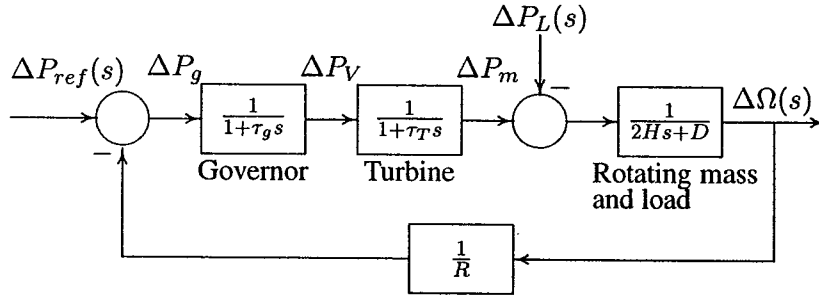 ΔP_L(s)
ΔP_ref(s) ΔP_g ΔP_V ΔP_m ΔΩ(s)
−
1/(1+τ_g s) 1/(1+τ_T s) 1/(2Hs+D)
−
Governor Turbine Rotating mass
and load
1/R